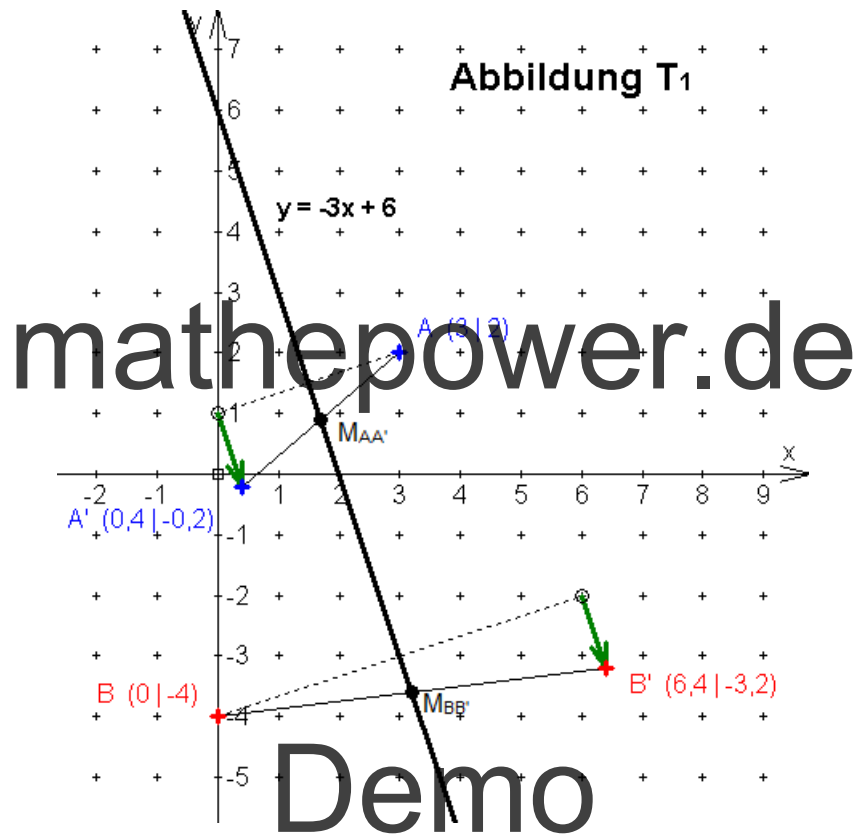 y
7
Abbildung T1
6
5
y = -3x + 6
4
3
A (3 | 2)
mathepower.de
2
1
MAA'
x
-2 -1 1 2 3 4 5 6 7 8 9
A' (0,4 | -0,2)
-1
-2
-3
B (0 | -4)
B' (6,4 | -3,2)
MBB'
-4
-5
Demo